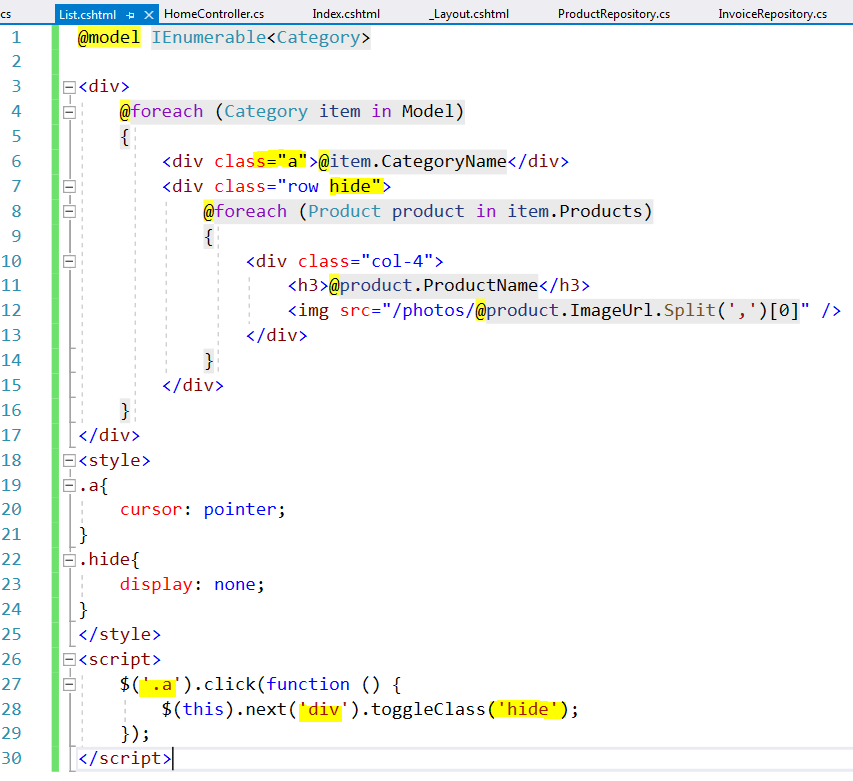 cs List.cshtml HomeController.cs Index.cshtml _Layout.cshtml ProductRepository.cs InvoiceRepository.cs
1 @model IEnumerable<Category>
2
3 <div>
4 @foreach (Category item in Model)
5 {
6 <div class="a">@item.CategoryName</div>
7 <div class="row hide">
8 @foreach (Product product in item.Products)
9 {
10 <div class="col-4">
11 <h3>@product.ProductName</h3>
12 <img src="/photos/@product.ImageUrl.Split(',')[0]" />
13 </div>
14 }
15 </div>
16 }
17 </div>
18 <style>
19 .a{
20 cursor: pointer;
21 }
22 .hide{
23 display: none;
24 }
25 </style>
26 <script>
27 $('.a').click(function () {
28 $(this).next('div').toggleClass('hide');
29 });
30 </script>